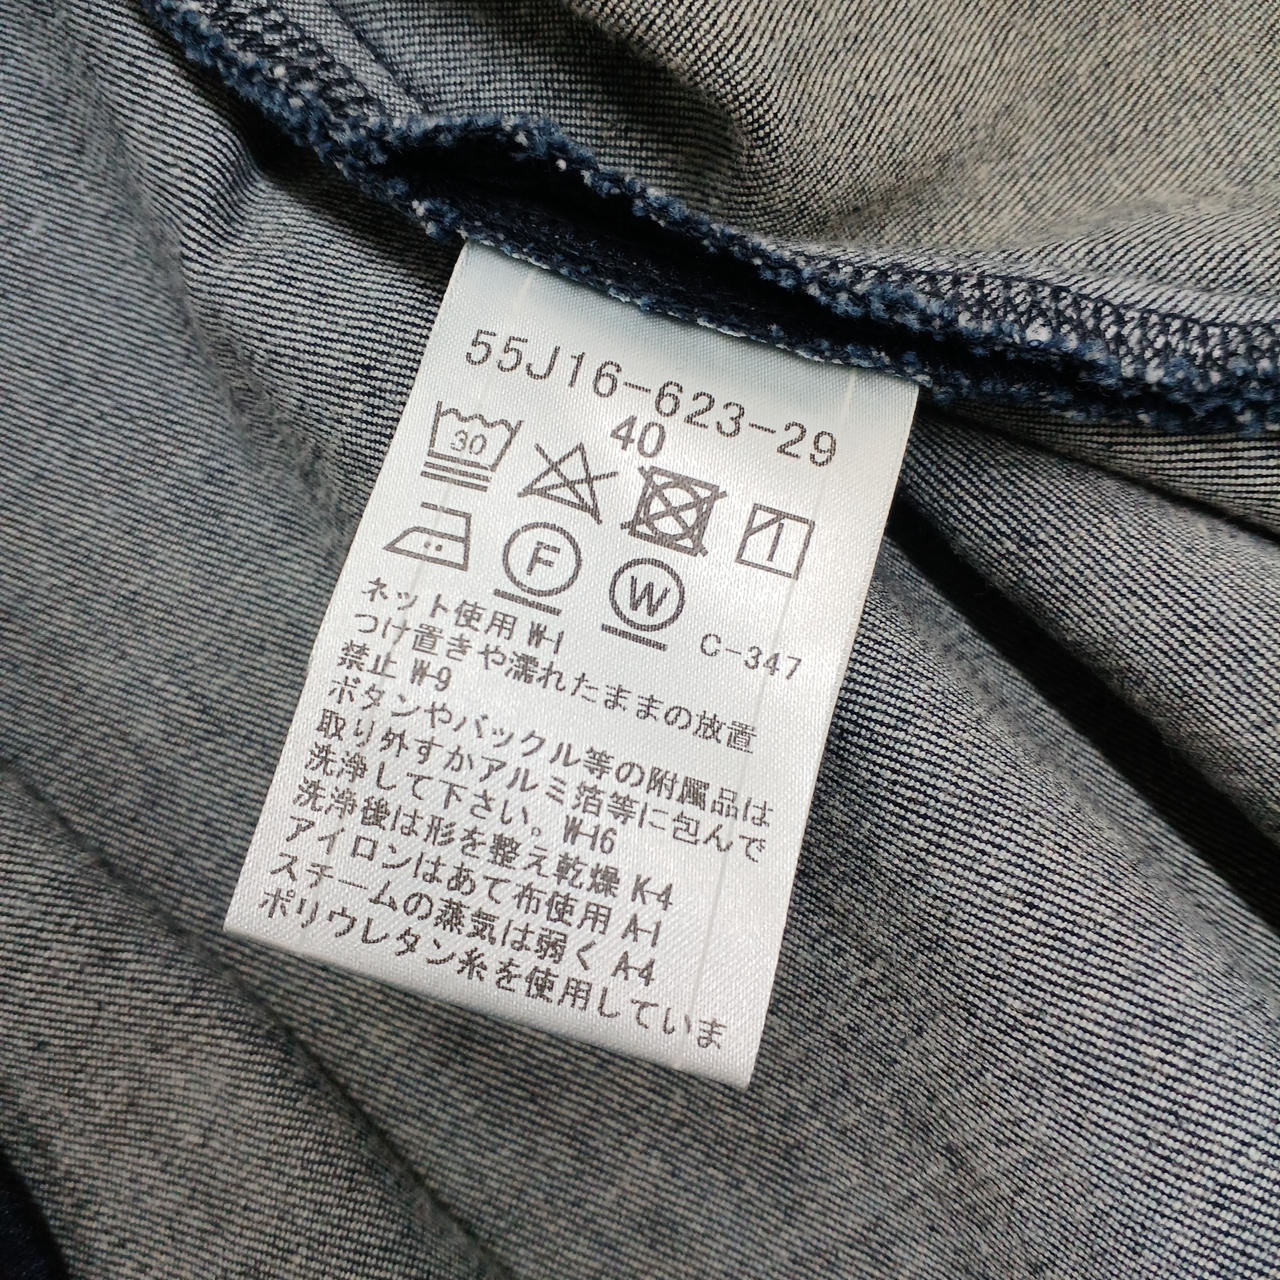 55J16-623-29
40
30
F
W
C-347
ネット使用 W-1
つけ置きや濡れたままの放置
禁止 W-9
ボタンやバックル等の附属品は
取り外すかアルミ箔等に包んで
洗浄して下さい。 W-16
洗浄後は形を整え乾燥 K-4
アイロンはあて布使用 A-1
スチームの蒸気は弱く A-4
ポリウレタン糸を使用していま